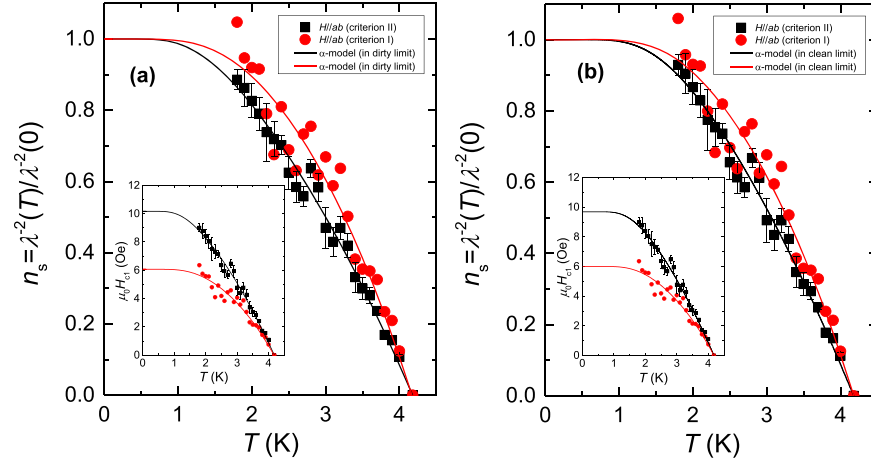 (a)
H//ab (criterion II)
H//ab (criterion I)
α-model (in dirty limit)
α-model (in dirty limit)
nₛ=λ⁻²(T)/λ⁻²(0)
1.0
0.8
0.6
0.4
0.2
0.0
0 1 2 3 4
T (K)
μ₀H_c1 (Oe)
12
10
8
6
4
2
0
0 1 2 3 4
T (K)
(b)
H//ab (criterion II)
H//ab (criterion I)
α-model (in clean limit)
α-model (in clean limit)
nₛ=λ⁻²(T)/λ⁻²(0)
1.0
0.8
0.6
0.4
0.2
0.0
0 1 2 3 4
T (K)
μ₀H_c1 (Oe)
12
10
8
6
4
2
0
0 1 2 3 4
T (K)